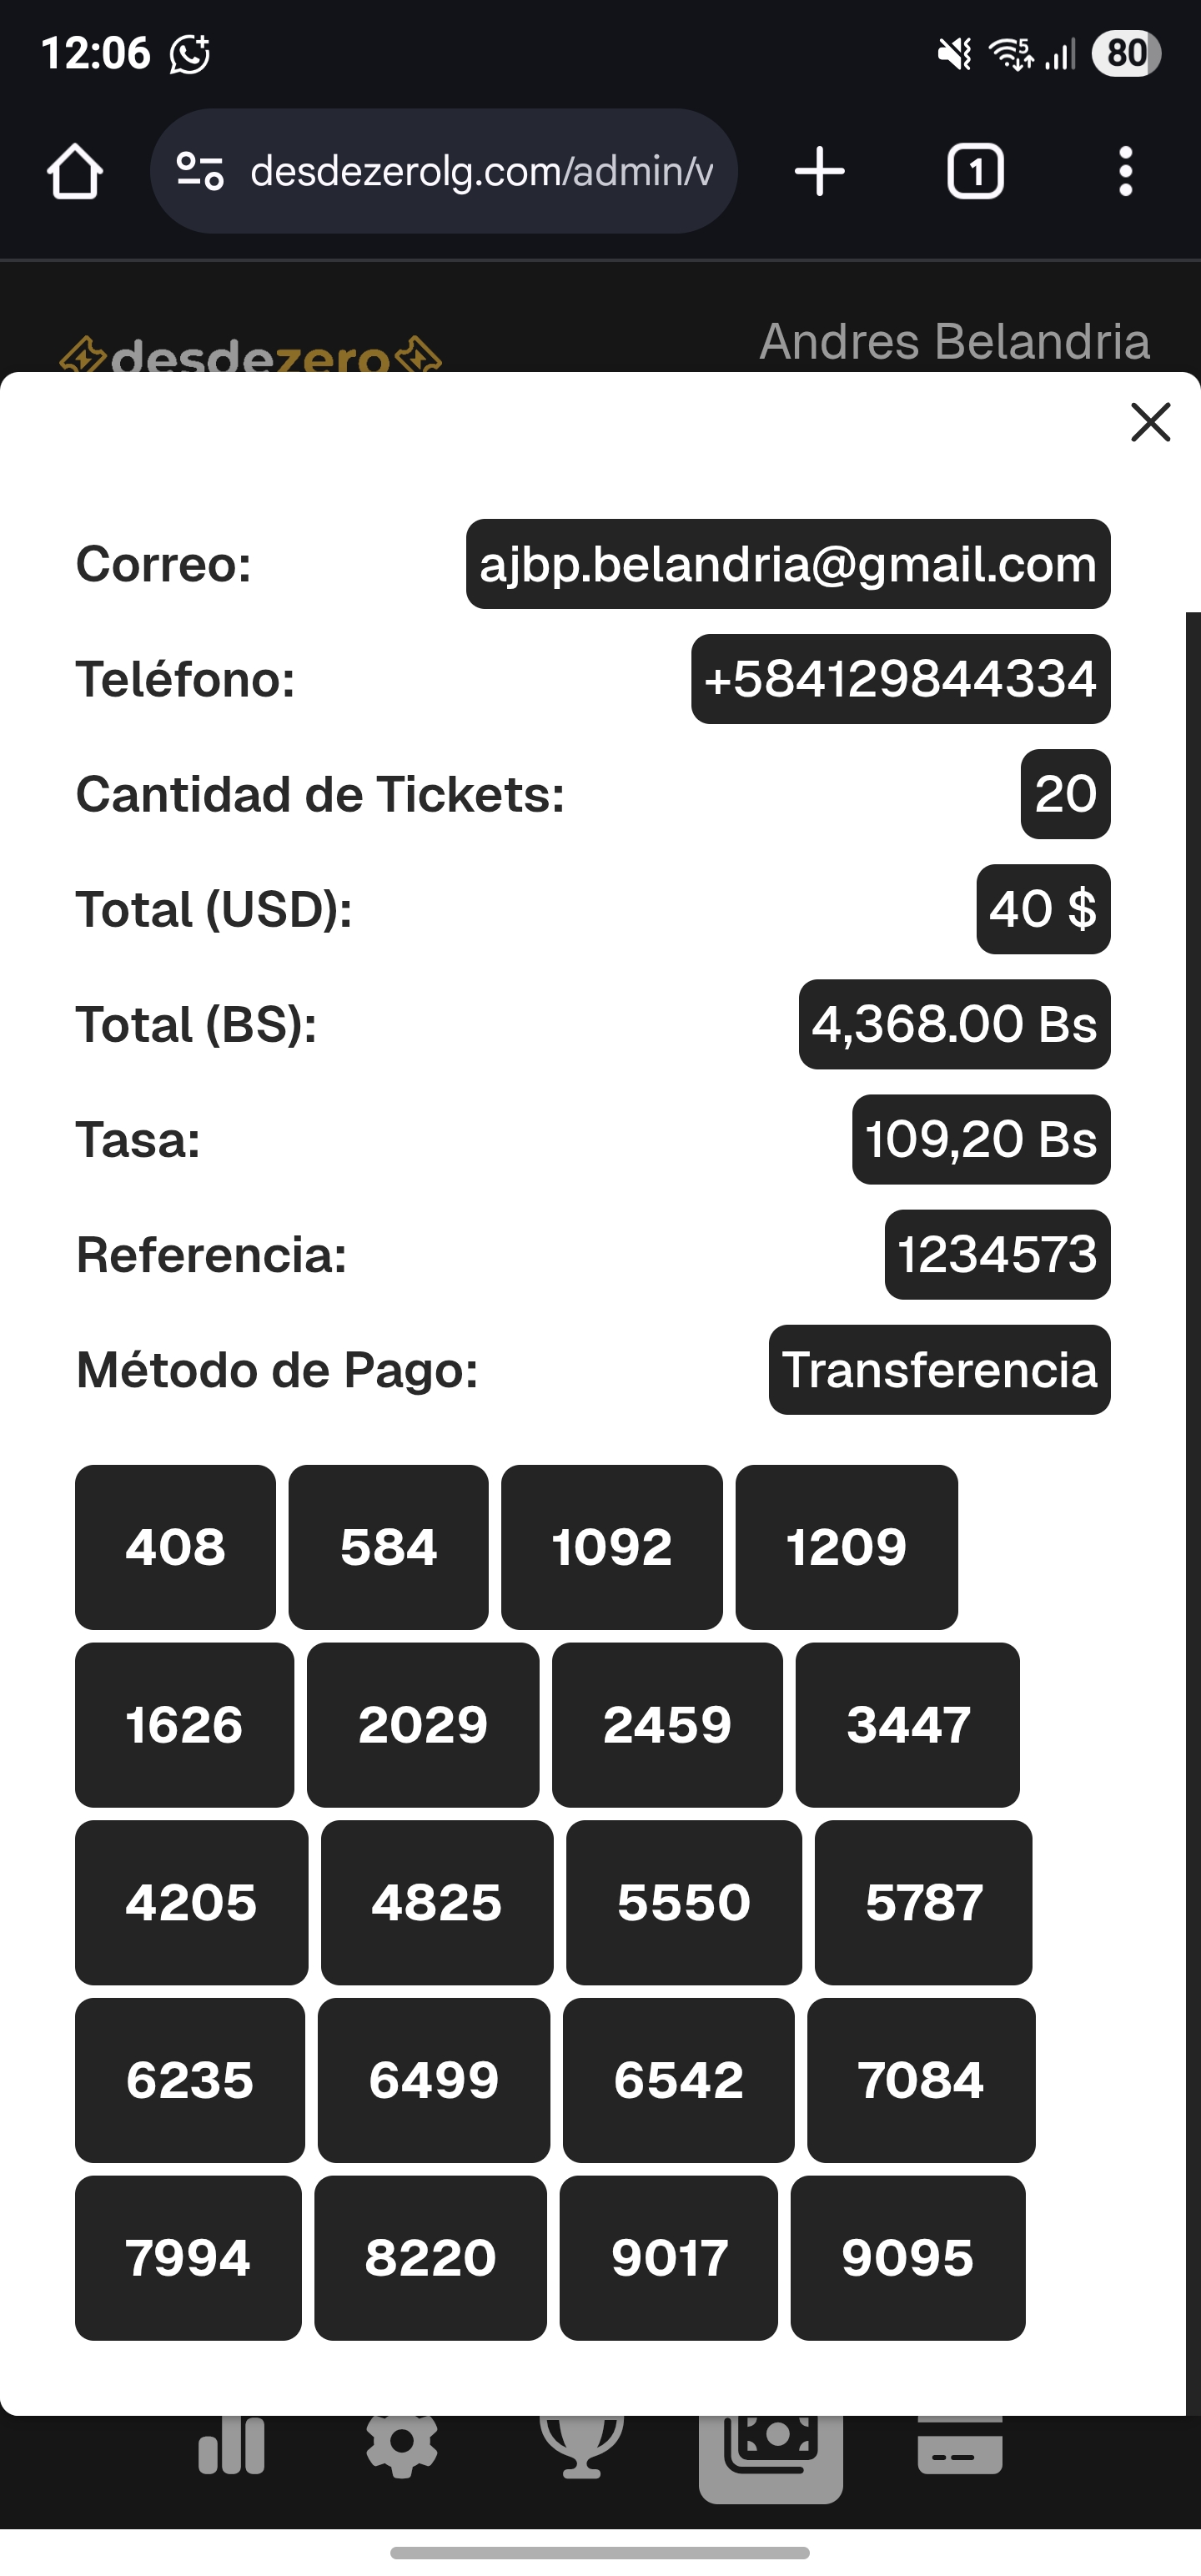 12:06
5
80
desdezerolg.com/admin/v
1
desdezero
Andres Belandria
Correo: ajbp.belandria@gmail.com
Teléfono: +584129844334
Cantidad de Tickets: 20
Total (USD): 40 $
Total (BS): 4,368.00 Bs
Tasa: 109,20 Bs
Referencia: 1234573
Método de Pago: Transferencia
408 584 1092 1209
1626 2029 2459 3447
4205 4825 5550 5787
6235 6499 6542 7084
7994 8220 9017 9095